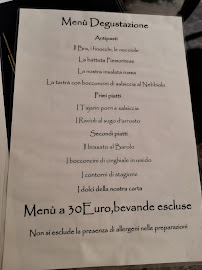 Menù Degustazione
Antipasti
Il Bra, i finocchi, le nocciole
La battuta Piemontese
La nostra insalata russa
La tartrà con bocconcini di salsiccia al Nebbiolo
Primi piatti
I Tajarin porri e salsiccia
I Ravioli al sugo d'arrosto
Secondi piatti
Il brasato al Barolo
I bocconcini di cinghiale in umido
I contorni di stagione
I dolci della nostra carta
Menù a 30Euro,bevande escluse
Non si esclude la presenza di allergeni nelle preparazioni